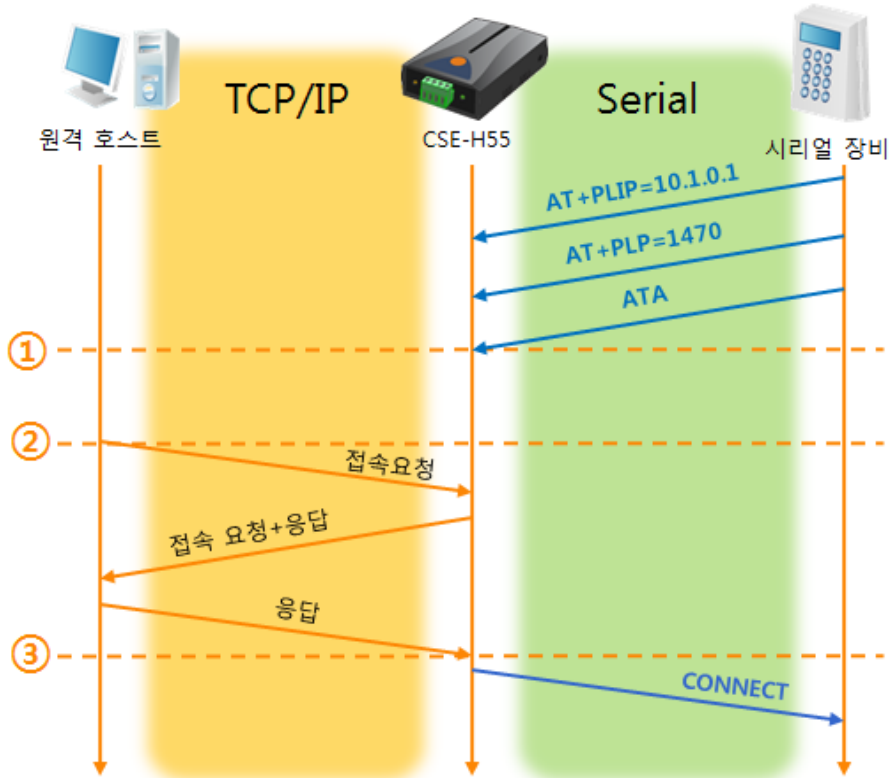 TCP/IP
Serial
원격 호스트
CSE-H55
시리얼 장비
AT+PLIP=10.1.0.1
AT+PLP=1470
ATA
①
②
접속요청
접속 요청+응답
응답
③
CONNECT